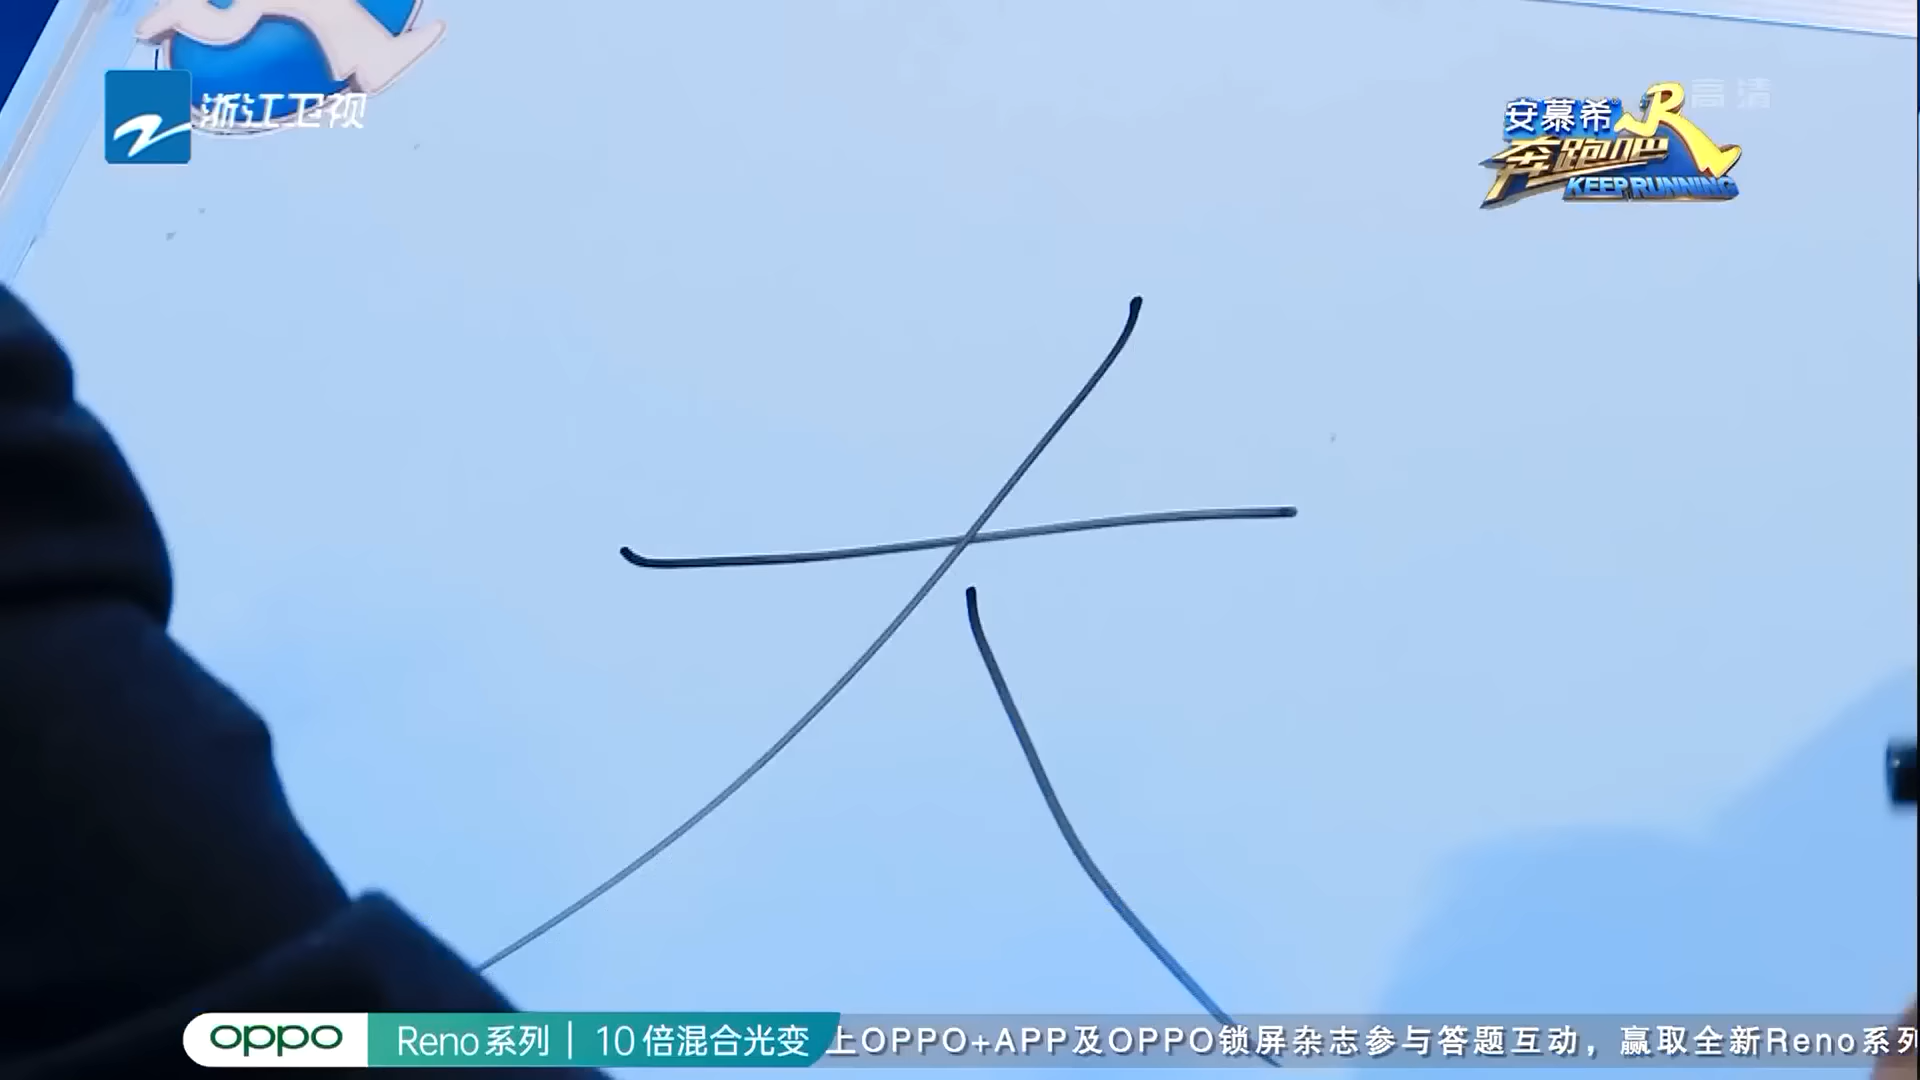 浙江卫视
高清
安慕希
奔跑吧
KEEP RUNNING
大
oppo Reno系列 | 10倍混合光变 上OPPO+APP及OPPO锁屏杂志参与答题互动，赢取全新Reno系列